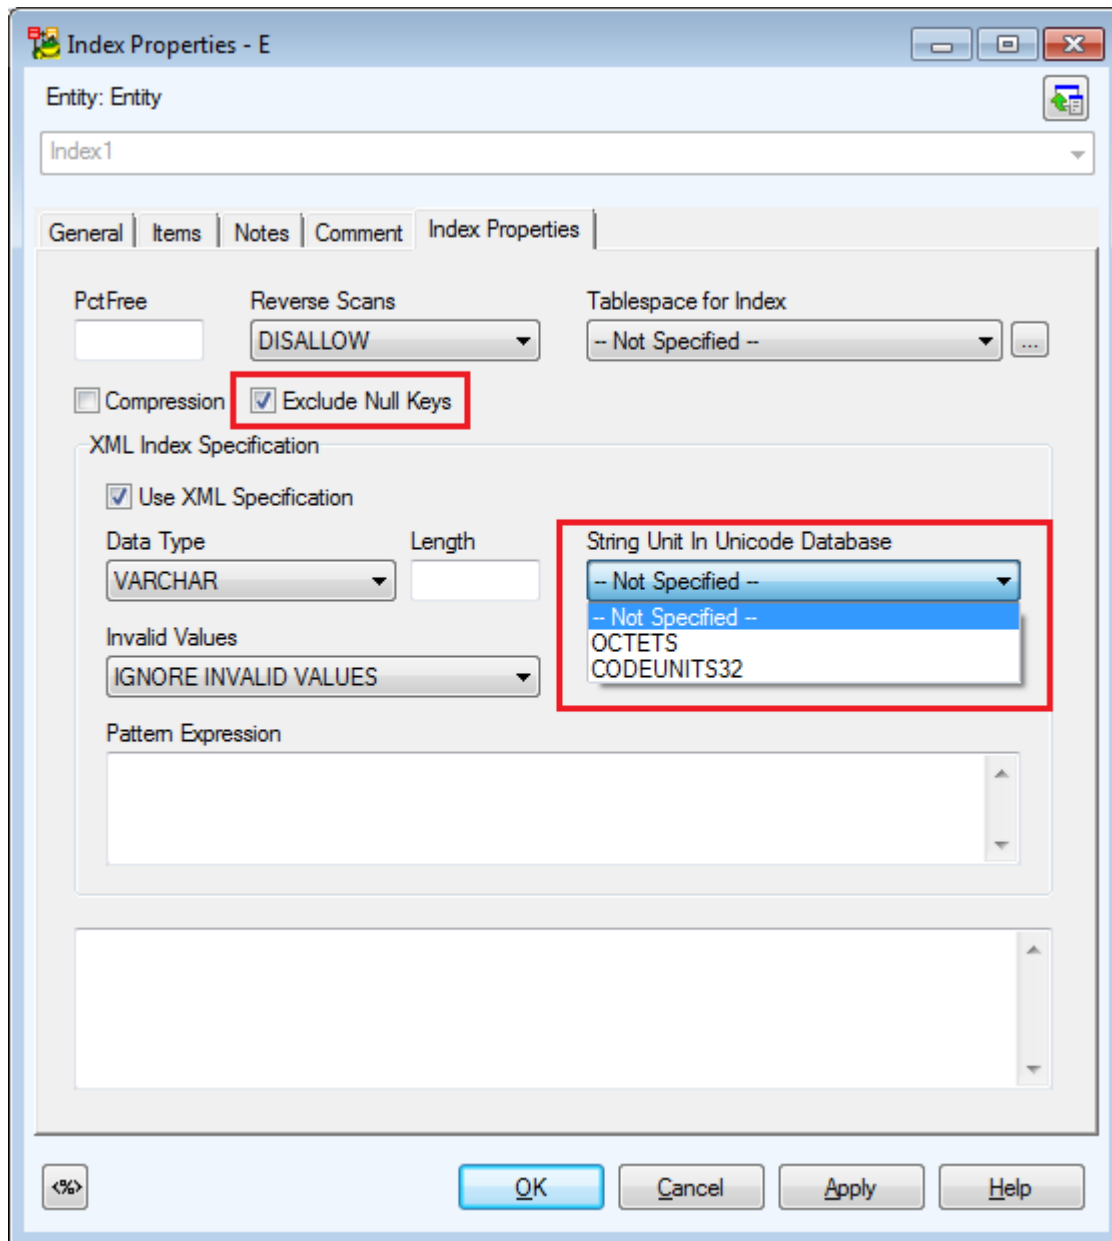 Index Properties - E
Entity: Entity
Index1
General Items Notes Comment Index Properties
PctFree Reverse Scans Tablespace for Index
DISALLOW -- Not Specified -- ...
Compression Exclude Null Keys
XML Index Specification
Use XML Specification
Data Type Length String Unit In Unicode Database
VARCHAR -- Not Specified --
-- Not Specified --
Invalid Values OCTETS
IGNORE INVALID VALUES CODEUNITS32
Pattern Expression
<%> OK Cancel Apply Help